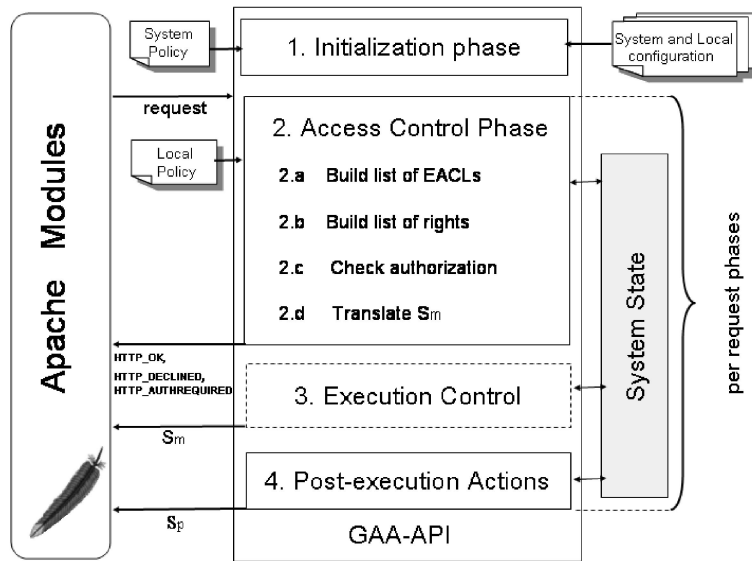 System
Policy
1. Initialization phase
System and Local
configuration
request
2. Access Control Phase
Local
Policy
2.a Build list of EACLs
2.b Build list of rights
2.c Check authorization
2.d Translate Sm
HTTP_OK,
HTTP_DECLINED,
HTTP_AUTHREQUIRED
3. Execution Control
Sm
4. Post-execution Actions
Sp
GAA-API
Apache Modules
System State
per request phases